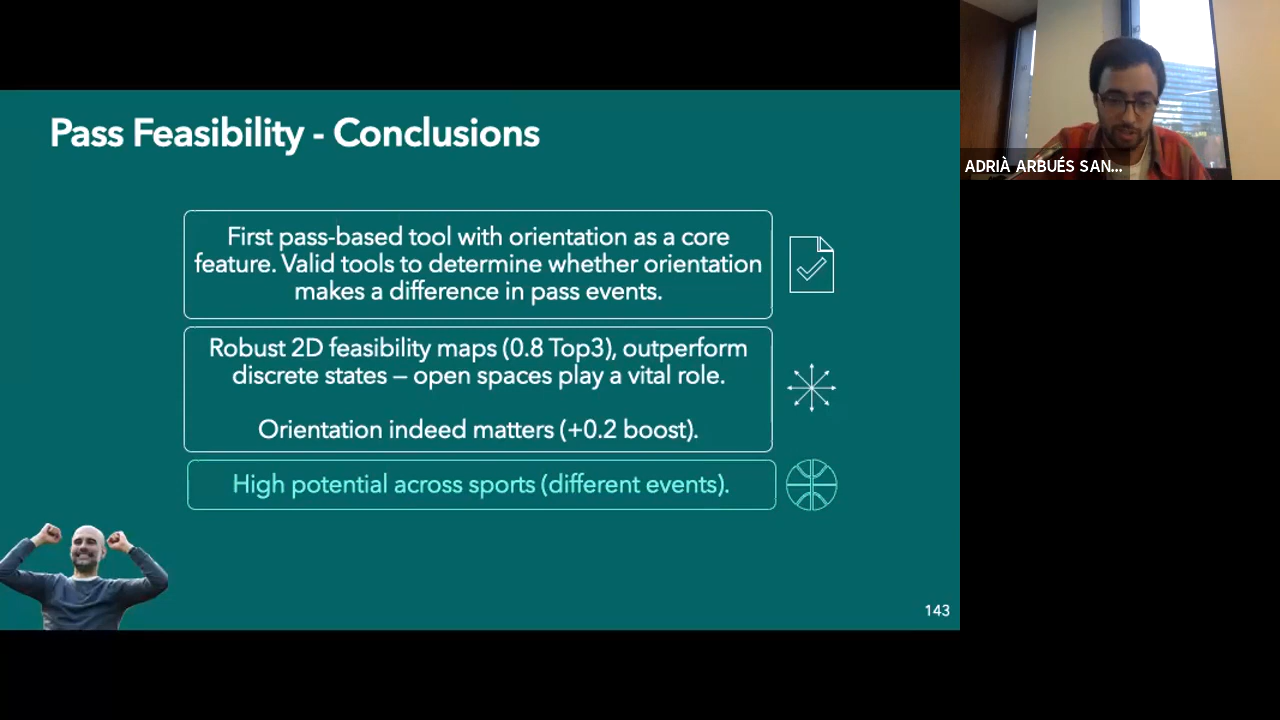 Pass Feasibility - Conclusions
ADRIÀ ARBUÉS SAN...
First pass-based tool with orientation as a core
feature. Valid tools to determine whether orientation
makes a difference in pass events.
Robust 2D feasibility maps (0.8 Top3), outperform
discrete states – open spaces play a vital role.
Orientation indeed matters (+0.2 boost).
High potential across sports (different events).
143